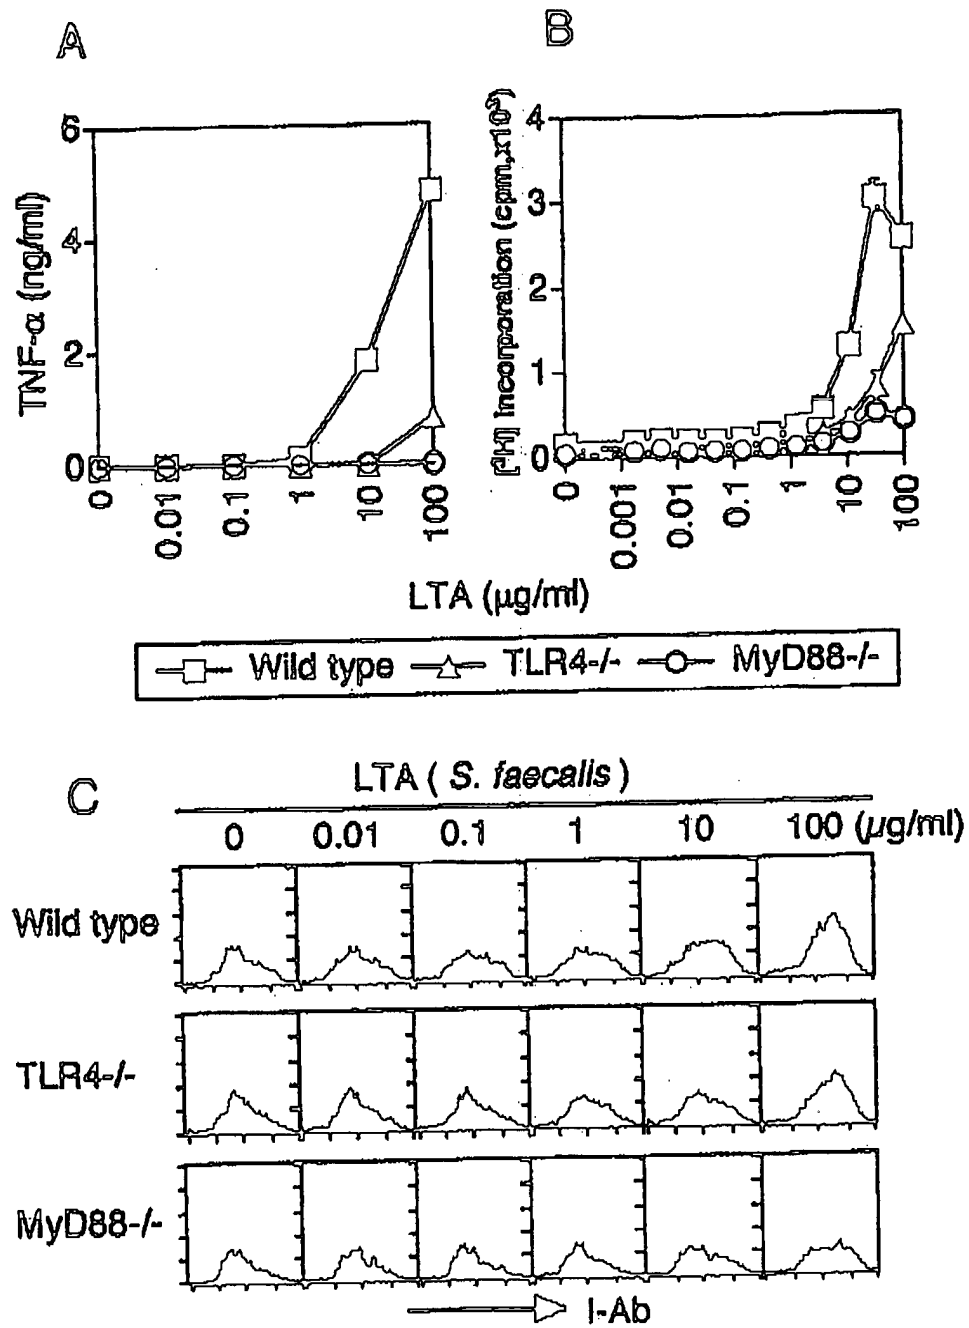 A
B
TNF-α (ng/ml)
6
4
2
0
0
0.01
0.1
1
10
100
[³H] incorporation (cpm,x10³)
4
3
2
1
0
0
0.001
0.01
0.1
1
10
100
LTA (µg/ml)
Wild type TLR4-/- MyD88-/-
C
LTA ( S. faecalis )
0 0.01 0.1 1 10 100 (µg/ml)
Wild type
TLR4-/-
MyD88-/-
I-Ab